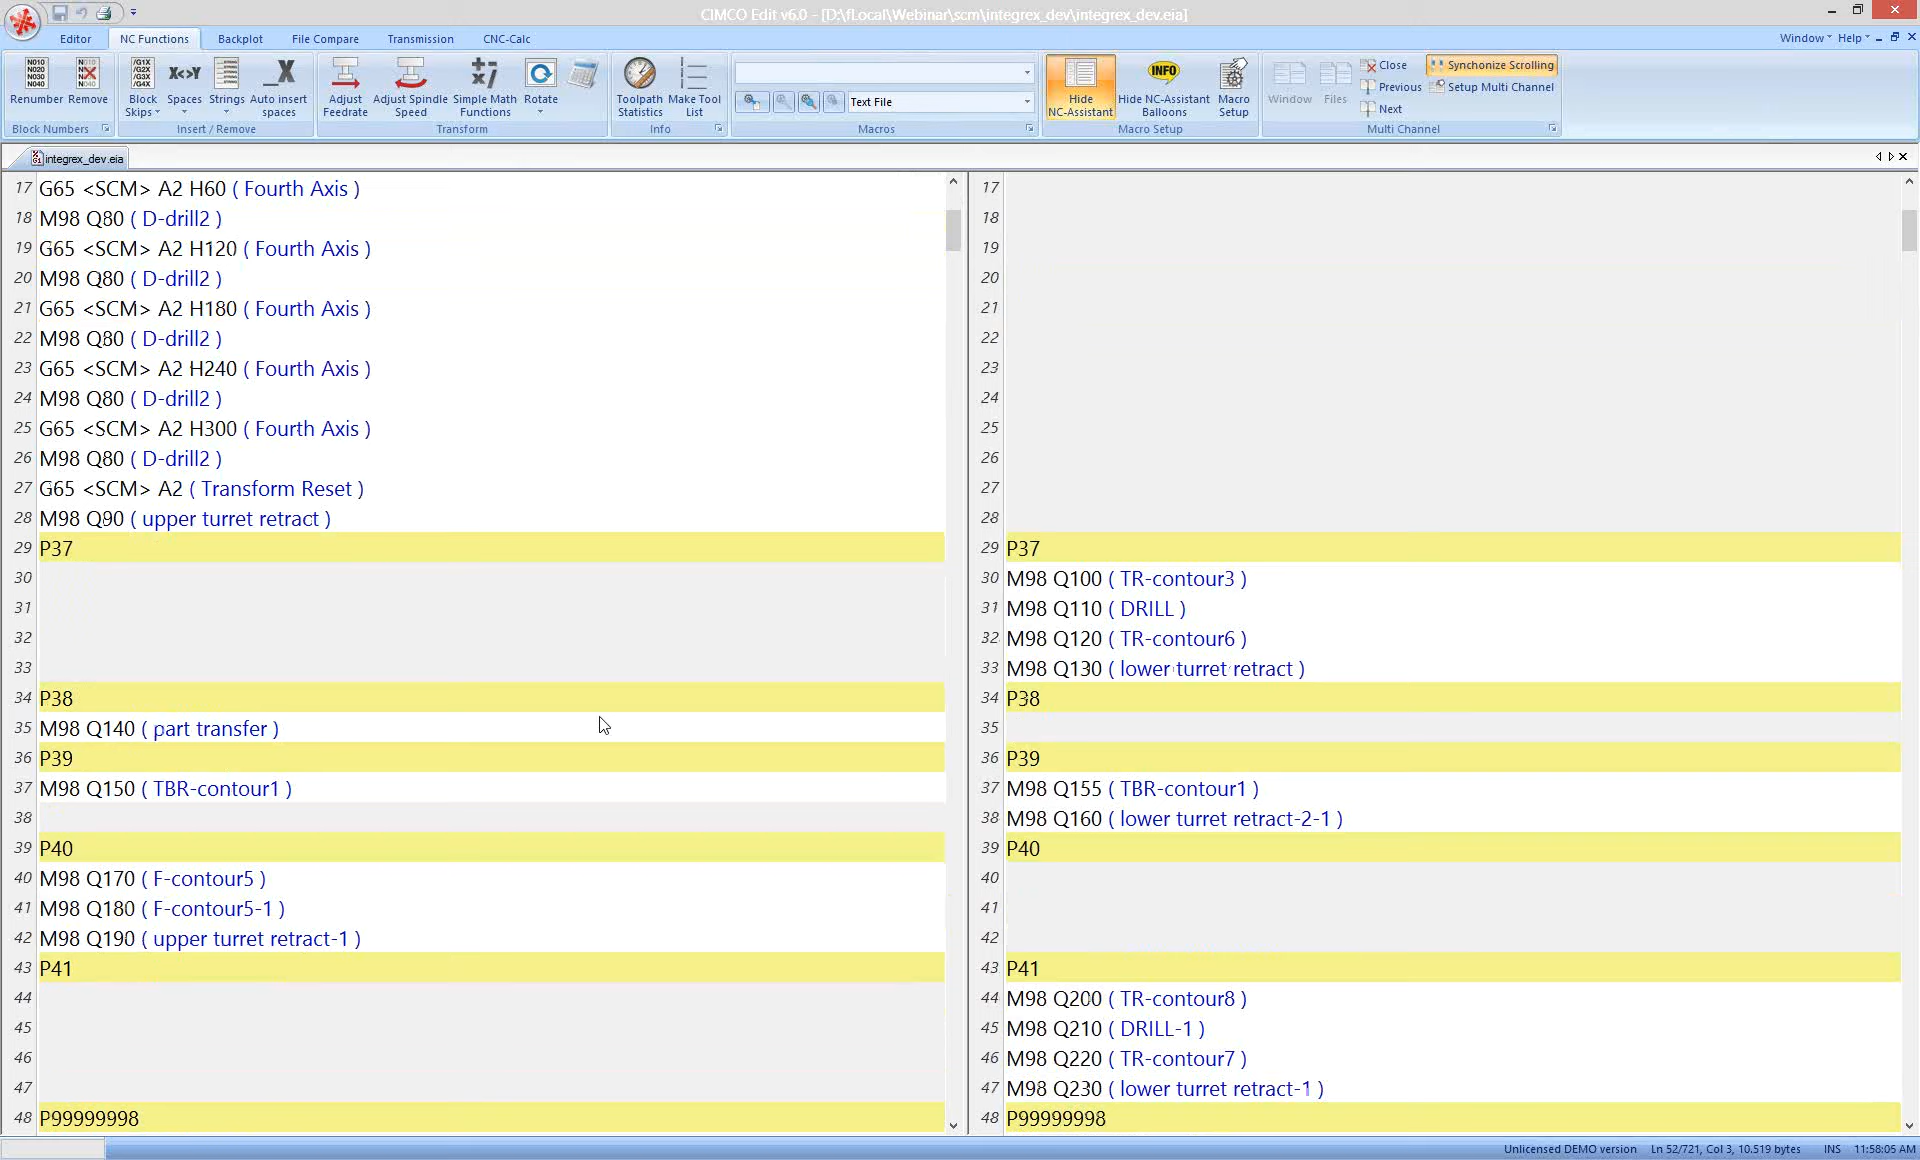 CIMCO Edit v6.0 - [D:\fLocal\Webinar\scm\integrex_dev\integrex_dev.eia]
Editor NC Functions Backplot File Compare Transmission CNC-Calc Window Help
Renumber Remove Block Skips Spaces Strings Auto insert spaces Adjust Feedrate Adjust Spindle Speed Simple Math Functions Rotate Toolpath Statistics Make Tool List Text File Hide NC-Assistant Hide NC-Assistant Balloons Macro Setup Window Files Close Previous Next Synchonize Scrolling Setup Multi Channel
Block Numbers Insert / Remove Transform Info Macros Macro Setup Multi Channel
integrex_dev.eia
17 G65 <SCM> A2 H60 ( Fourth Axis )
18 M98 Q80 ( D-drill2 )
19 G65 <SCM> A2 H120 ( Fourth Axis )
20 M98 Q80 ( D-drill2 )
21 G65 <SCM> A2 H180 ( Fourth Axis )
22 M98 Q80 ( D-drill2 )
23 G65 <SCM> A2 H240 ( Fourth Axis )
24 M98 Q80 ( D-drill2 )
25 G65 <SCM> A2 H300 ( Fourth Axis )
26 M98 Q80 ( D-drill2 )
27 G65 <SCM> A2 ( Transform Reset )
28 M98 Q90 ( upper turret retract )
29 P37
30
31
32
33
34 P38
35 M98 Q140 ( part transfer )
36 P39
37 M98 Q150 ( TBR-contour1 )
38
39 P40
40 M98 Q170 ( F-contour5 )
41 M98 Q180 ( F-contour5-1 )
42 M98 Q190 ( upper turret retract-1 )
43 P41
44
45
46
47
48 P99999998
17
18
19
20
21
22
23
24
25
26
27
28
29 P37
30 M98 Q100 ( TR-contour3 )
31 M98 Q110 ( DRILL )
32 M98 Q120 ( TR-contour6 )
33 M98 Q130 ( lower turret retract )
34 P38
35
36 P39
37 M98 Q155 ( TBR-contour1 )
38 M98 Q160 ( lower turret retract-2-1 )
39 P40
40
41
42
43 P41
44 M98 Q200 ( TR-contour8 )
45 M98 Q210 ( DRILL-1 )
46 M98 Q220 ( TR-contour7 )
47 M98 Q230 ( lower turret retract-1 )
48 P99999998
Unlicensed DEMO version Ln 52/721, Col 3, 10.519 bytes INS 11:58:05 AM